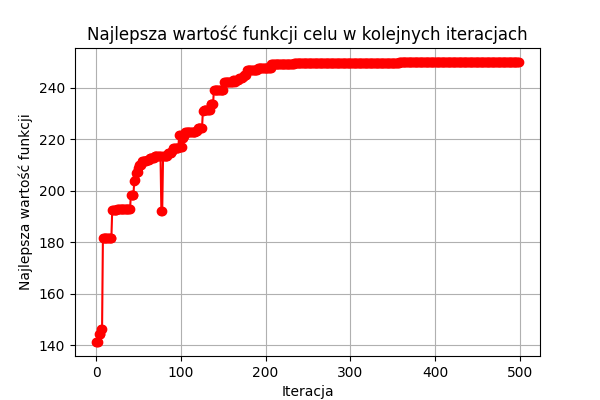 Najlepsza wartość funkcji celu w kolejnych iteracjach
Najlepsza wartość funkcji
240
220
200
180
160
140
0 100 200 300 400 500
Iteracja